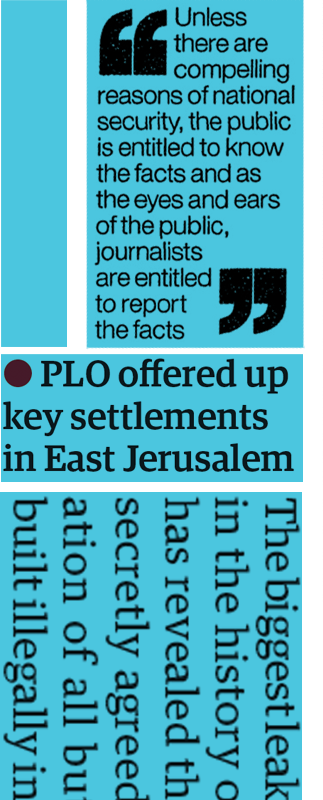 “ Unless
there are
compelling
reasons of national
security, the public
is entitled to know
the facts and as
the eyes and ears
of the public,
journalists
are entitled
to report
the facts ”
● PLO offered up
key settlements
in East Jerusalem
The biggest leak
in the history o
has revealed th
secretly agreed
ation of all bu
built illegally in